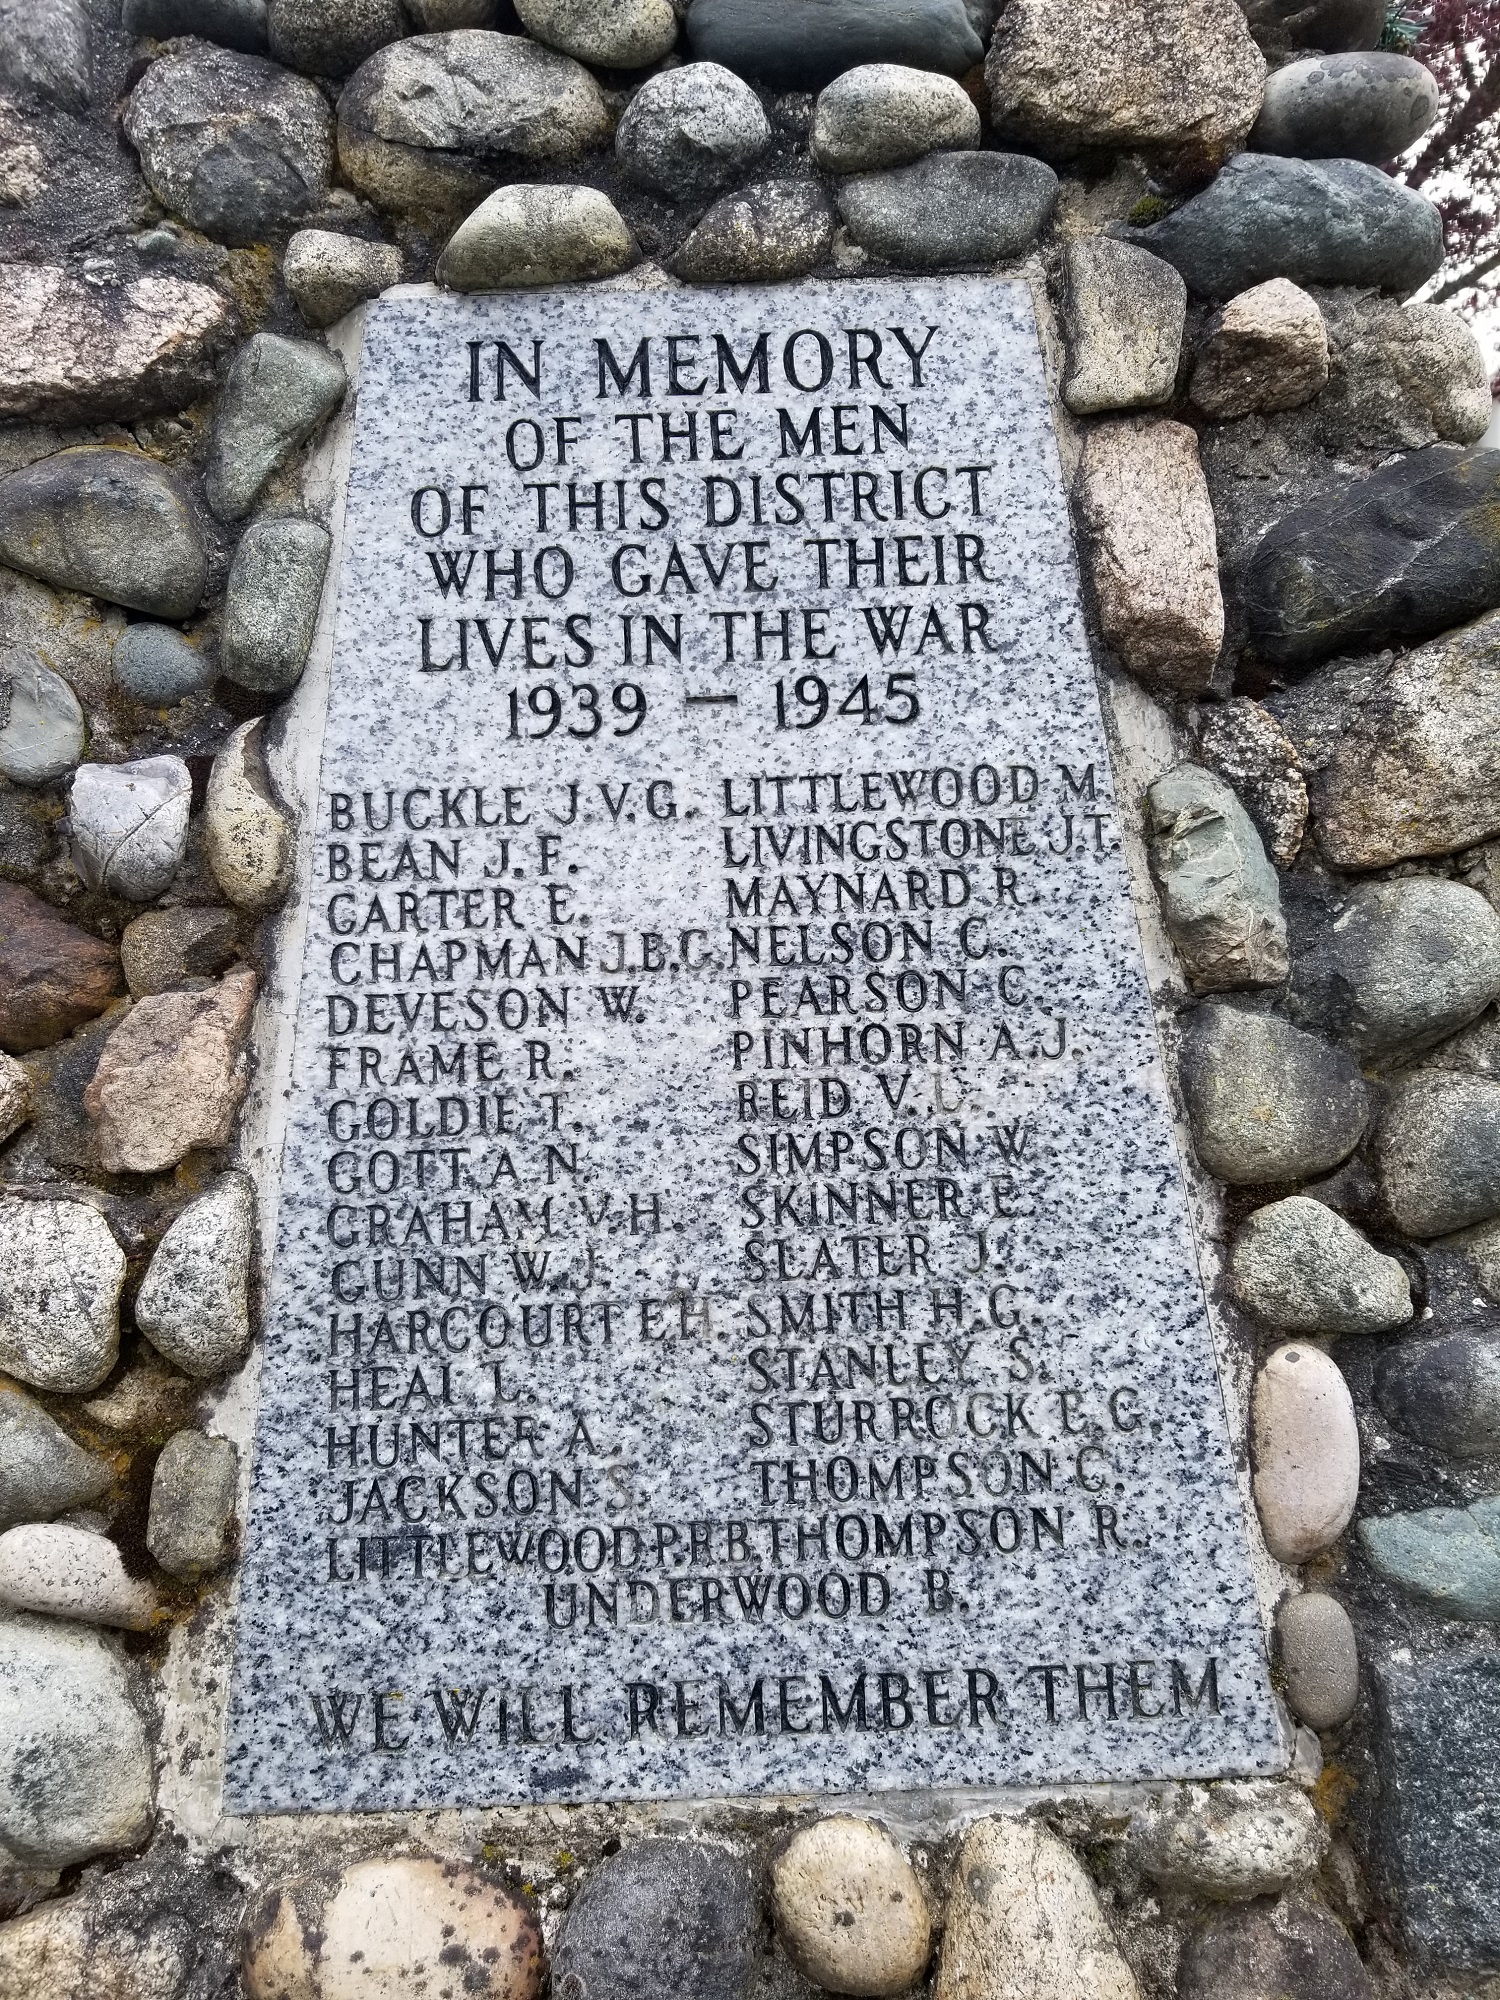 IN MEMORY
OF THE MEN
OF THIS DISTRICT
WHO GAVE THEIR
LIVES IN THE WAR
1939 – 1945
BUCKLE J.V.G.
BEAN J.F.
CARTER E.
CHAPMAN J.B.G.
DEVESON W.
FRAME R.
GOLDIE T.
GOTT A.N.
GRAHAM V.H.
GUNN W.J.
HARCOURT E.H.
HEAL L.
HUNTER A.
JACKSON S.
LITTLEWOOD P.R.B.
LITTLEWOOD M.
LIVINGSTONE J.T.
MAYNARD R.
NELSON C.
PEARSON C.
PINHORN A.J.
REID V. L.
SIMPSON W.
SKINNER E.
SLATER J.
SMITH H.G.
STANLEY S.
STURROCK E.G.
THOMPSON G.
THOMPSON R.
UNDERWOOD B.
WE WILL REMEMBER THEM